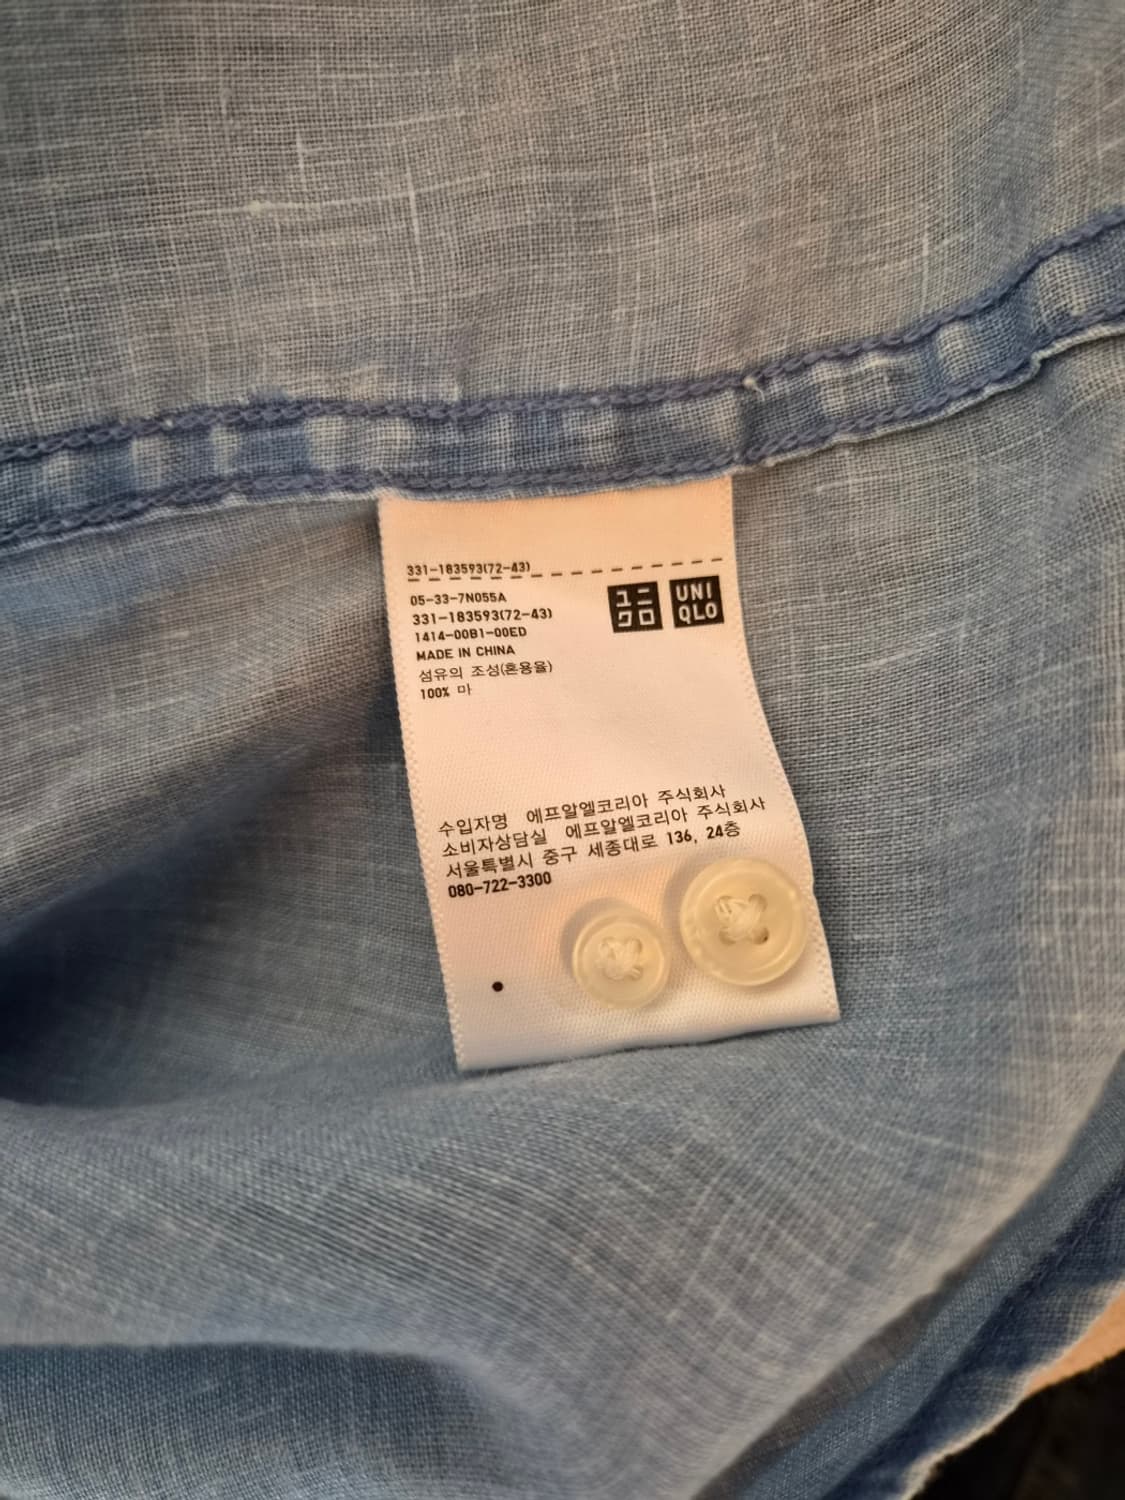 331-183593(72-43)
05-33-7N055A
331-183593(72-43)
1414-00B1-00ED
MADE IN CHINA
섬유의 조성(혼용율)
100% 마
ユニ
クロ
UNI
QLO
수입자명 에프알엘코리아 주식회사
소비자상담실 에프알엘코리아 주식회사
서울특별시 중구 세종대로 136, 24층
080-722-3300